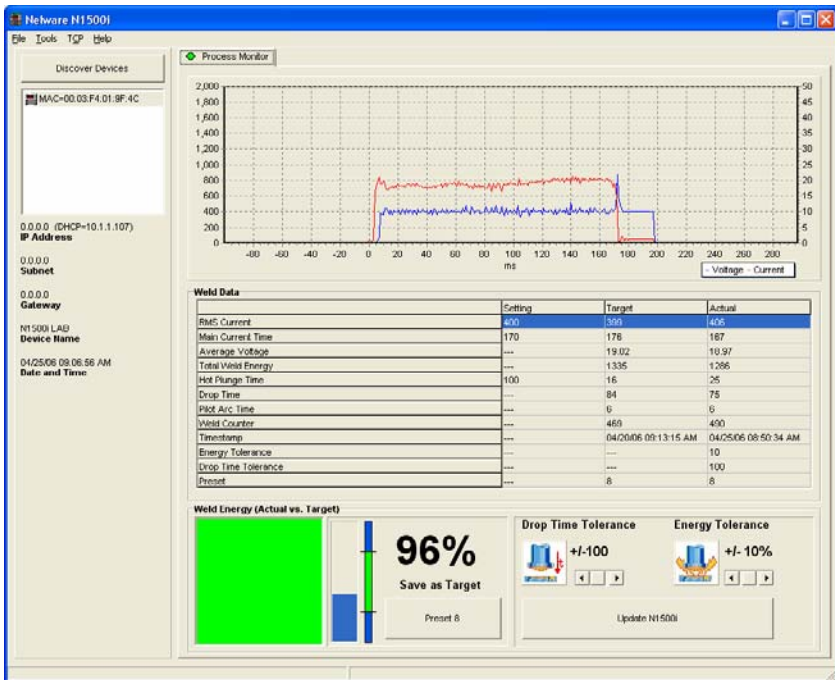 Nelware N1500i
File Tools TCP Help
Discover Devices
MAC=00.03.F4.01.9F.4C
0.0.0.0 (DHCP=10.1.1.107)
IP Address
0.0.0.0
Subnet
0.0.0.0
Gateway
N1500i LAB
Device Name
04/25/06 09:06:56 AM
Date and Time
Process Monitor
2,000
1,800
1,600
1,400
1,200
1,000
800
600
400
200
0
50
45
40
35
30
25
20
15
10
5
0
-80 -60 -40 -20 0 20 40 60 80 100 120 140 160 180 200 220 240 260 280
ms
- Voltage - Current
Weld Data
Setting Target Actual
RMS Current 400 399 406
Main Current Time 170 176 167
Average Voltage --- 19.02 18.97
Total Weld Energy --- 1335 1286
Hot Plunge Time 100 16 25
Drop Time --- 84 75
Pilot Arc Time --- 6 6
Weld Counter --- 469 490
Timestamp --- 04/20/06 09:13:15 AM 04/25/06 08:50:34 AM
Energy Tolerance --- --- 10
Drop Time Tolerance --- --- 100
Preset --- 8 8
Weld Energy (Actual vs. Target)
96%
Save as Target
Preset 8
Drop Time Tolerance
+/-100
Energy Tolerance
+/- 10%
Update N1500i